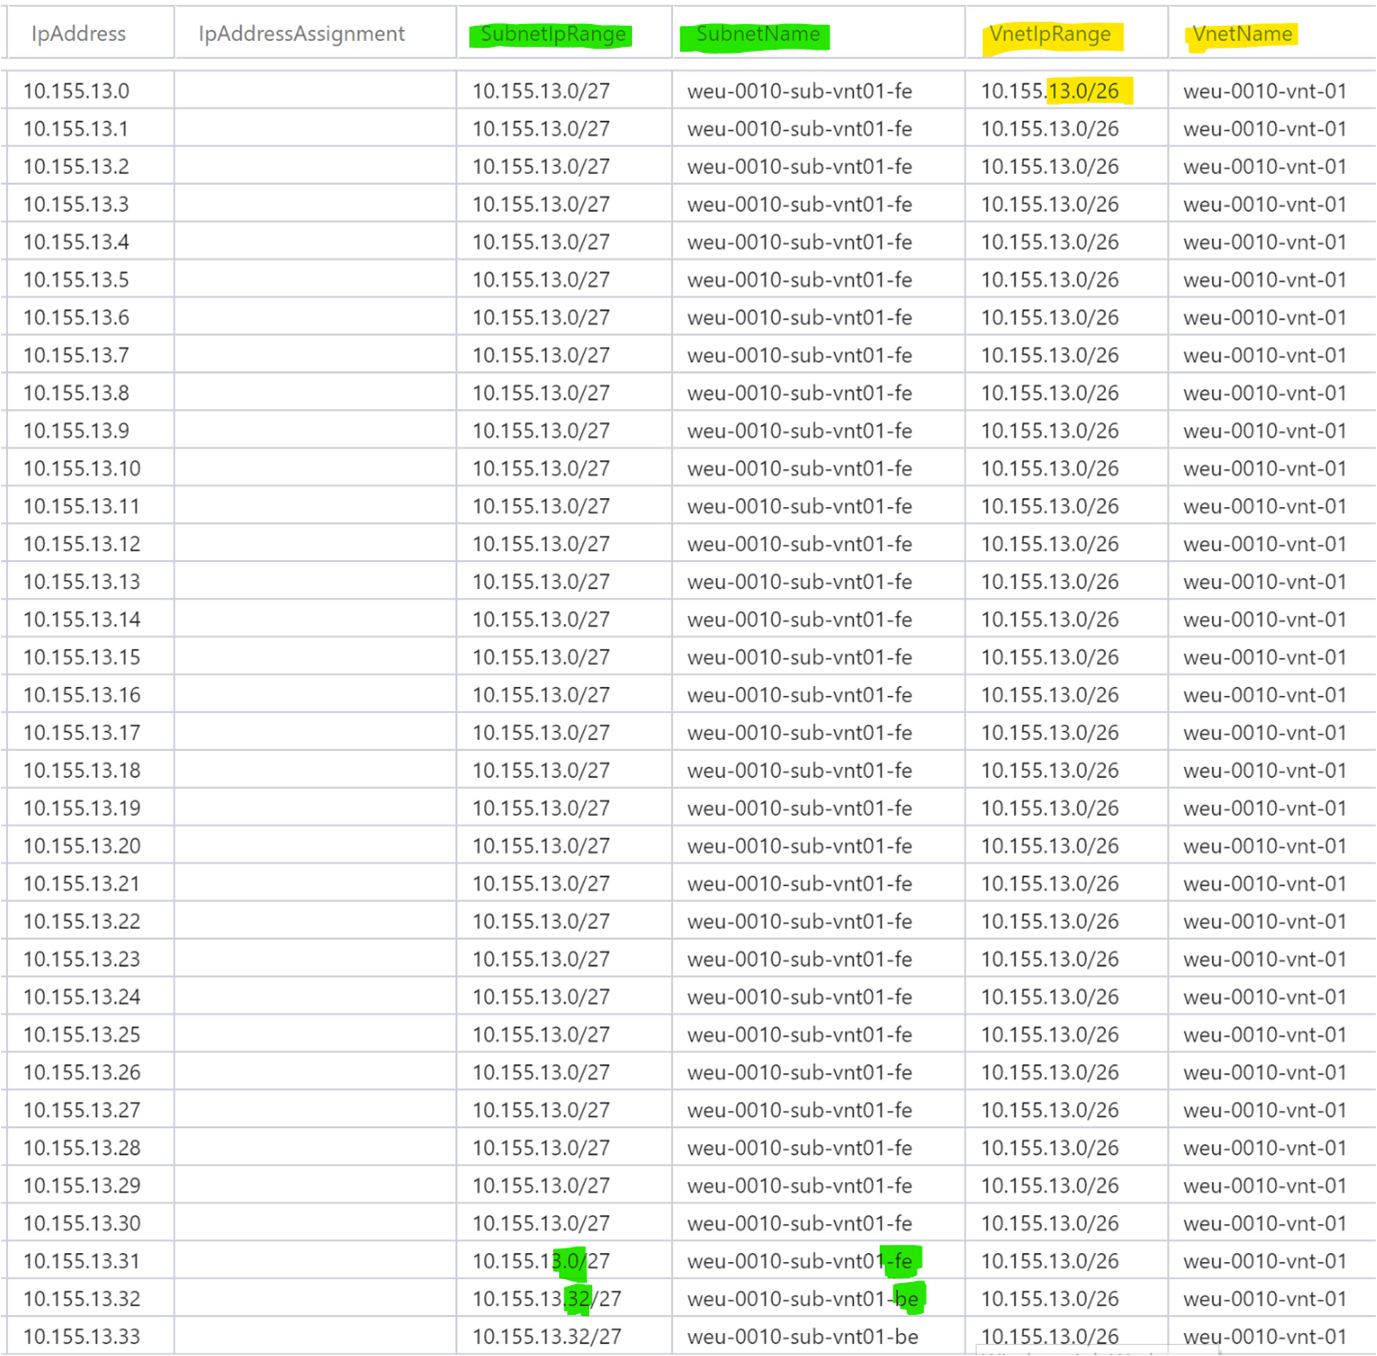 IpAddress IpAddressAssignment SubnetIpRange SubnetName VnetIpRange VnetName
10.155.13.0 10.155.13.0/27 weu-0010-sub-vnt01-fe 10.155.13.0/26 weu-0010-vnt-01
10.155.13.1 10.155.13.0/27 weu-0010-sub-vnt01-fe 10.155.13.0/26 weu-0010-vnt-01
10.155.13.2 10.155.13.0/27 weu-0010-sub-vnt01-fe 10.155.13.0/26 weu-0010-vnt-01
10.155.13.3 10.155.13.0/27 weu-0010-sub-vnt01-fe 10.155.13.0/26 weu-0010-vnt-01
10.155.13.4 10.155.13.0/27 weu-0010-sub-vnt01-fe 10.155.13.0/26 weu-0010-vnt-01
10.155.13.5 10.155.13.0/27 weu-0010-sub-vnt01-fe 10.155.13.0/26 weu-0010-vnt-01
10.155.13.6 10.155.13.0/27 weu-0010-sub-vnt01-fe 10.155.13.0/26 weu-0010-vnt-01
10.155.13.7 10.155.13.0/27 weu-0010-sub-vnt01-fe 10.155.13.0/26 weu-0010-vnt-01
10.155.13.8 10.155.13.0/27 weu-0010-sub-vnt01-fe 10.155.13.0/26 weu-0010-vnt-01
10.155.13.9 10.155.13.0/27 weu-0010-sub-vnt01-fe 10.155.13.0/26 weu-0010-vnt-01
10.155.13.10 10.155.13.0/27 weu-0010-sub-vnt01-fe 10.155.13.0/26 weu-0010-vnt-01
10.155.13.11 10.155.13.0/27 weu-0010-sub-vnt01-fe 10.155.13.0/26 weu-0010-vnt-01
10.155.13.12 10.155.13.0/27 weu-0010-sub-vnt01-fe 10.155.13.0/26 weu-0010-vnt-01
10.155.13.13 10.155.13.0/27 weu-0010-sub-vnt01-fe 10.155.13.0/26 weu-0010-vnt-01
10.155.13.14 10.155.13.0/27 weu-0010-sub-vnt01-fe 10.155.13.0/26 weu-0010-vnt-01
10.155.13.15 10.155.13.0/27 weu-0010-sub-vnt01-fe 10.155.13.0/26 weu-0010-vnt-01
10.155.13.16 10.155.13.0/27 weu-0010-sub-vnt01-fe 10.155.13.0/26 weu-0010-vnt-01
10.155.13.17 10.155.13.0/27 weu-0010-sub-vnt01-fe 10.155.13.0/26 weu-0010-vnt-01
10.155.13.18 10.155.13.0/27 weu-0010-sub-vnt01-fe 10.155.13.0/26 weu-0010-vnt-01
10.155.13.19 10.155.13.0/27 weu-0010-sub-vnt01-fe 10.155.13.0/26 weu-0010-vnt-01
10.155.13.20 10.155.13.0/27 weu-0010-sub-vnt01-fe 10.155.13.0/26 weu-0010-vnt-01
10.155.13.21 10.155.13.0/27 weu-0010-sub-vnt01-fe 10.155.13.0/26 weu-0010-vnt-01
10.155.13.22 10.155.13.0/27 weu-0010-sub-vnt01-fe 10.155.13.0/26 weu-0010-vnt-01
10.155.13.23 10.155.13.0/27 weu-0010-sub-vnt01-fe 10.155.13.0/26 weu-0010-vnt-01
10.155.13.24 10.155.13.0/27 weu-0010-sub-vnt01-fe 10.155.13.0/26 weu-0010-vnt-01
10.155.13.25 10.155.13.0/27 weu-0010-sub-vnt01-fe 10.155.13.0/26 weu-0010-vnt-01
10.155.13.26 10.155.13.0/27 weu-0010-sub-vnt01-fe 10.155.13.0/26 weu-0010-vnt-01
10.155.13.27 10.155.13.0/27 weu-0010-sub-vnt01-fe 10.155.13.0/26 weu-0010-vnt-01
10.155.13.28 10.155.13.0/27 weu-0010-sub-vnt01-fe 10.155.13.0/26 weu-0010-vnt-01
10.155.13.29 10.155.13.0/27 weu-0010-sub-vnt01-fe 10.155.13.0/26 weu-0010-vnt-01
10.155.13.30 10.155.13.0/27 weu-0010-sub-vnt01-fe 10.155.13.0/26 weu-0010-vnt-01
10.155.13.31 10.155.13.0/27 weu-0010-sub-vnt01-fe 10.155.13.0/26 weu-0010-vnt-01
10.155.13.32 10.155.13.32/27 weu-0010-sub-vnt01-be 10.155.13.0/26 weu-0010-vnt-01
10.155.13.33 10.155.13.32/27 weu-0010-sub-vnt01-be 10.155.13.0/26 weu-0010-vnt-01